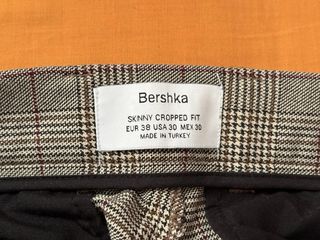 Bershka
SKINNY CROPPED FIT
EUR 38 USA 30 MEX 30
MADE IN TURKEY